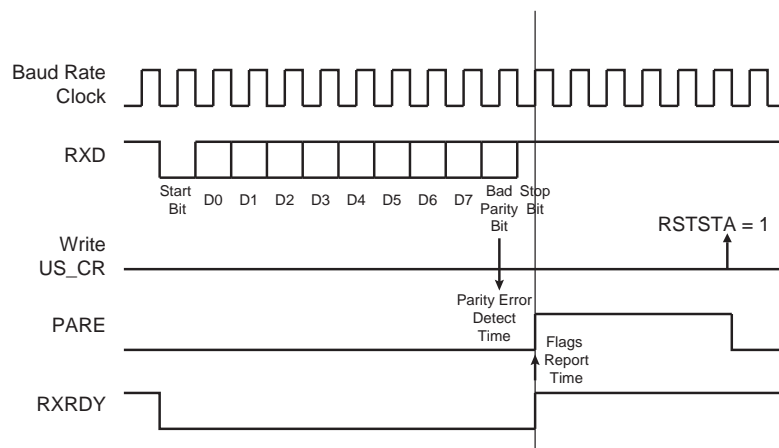 Baud Rate
Clock
RXD
Start
Bit
D0 D1 D2 D3 D4 D5 D6 D7
Bad
Parity
Bit
Stop
Bit
Write
US_CR
RSTSTA = 1
Parity Error
Detect
Time
PARE
Flags
Report
Time
RXRDY